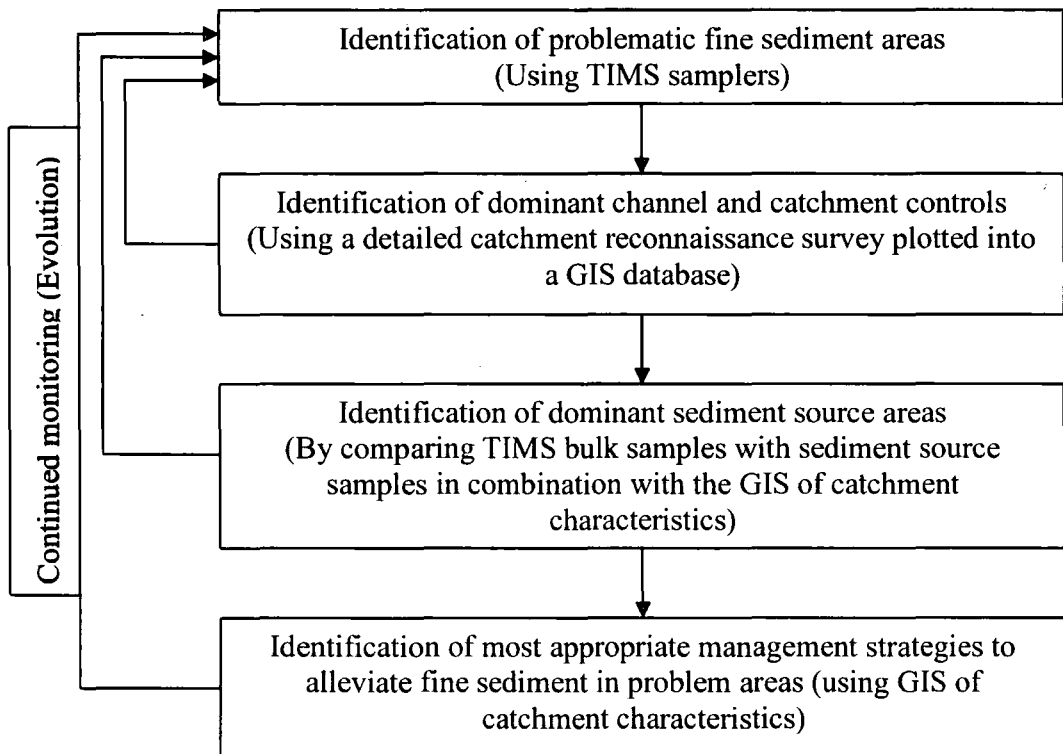 Identification of problematic fine sediment areas
(Using TIMS samplers)
Identification of dominant channel and catchment controls
(Using a detailed catchment reconnaissance survey plotted into
a GIS database)
Identification of dominant sediment source areas
(By comparing TIMS bulk samples with sediment source
samples in combination with the GIS of catchment
characteristics)
Identification of most appropriate management strategies to
alleviate fine sediment in problem areas (using GIS of
catchment characteristics)
Continued monitoring (Evolution)